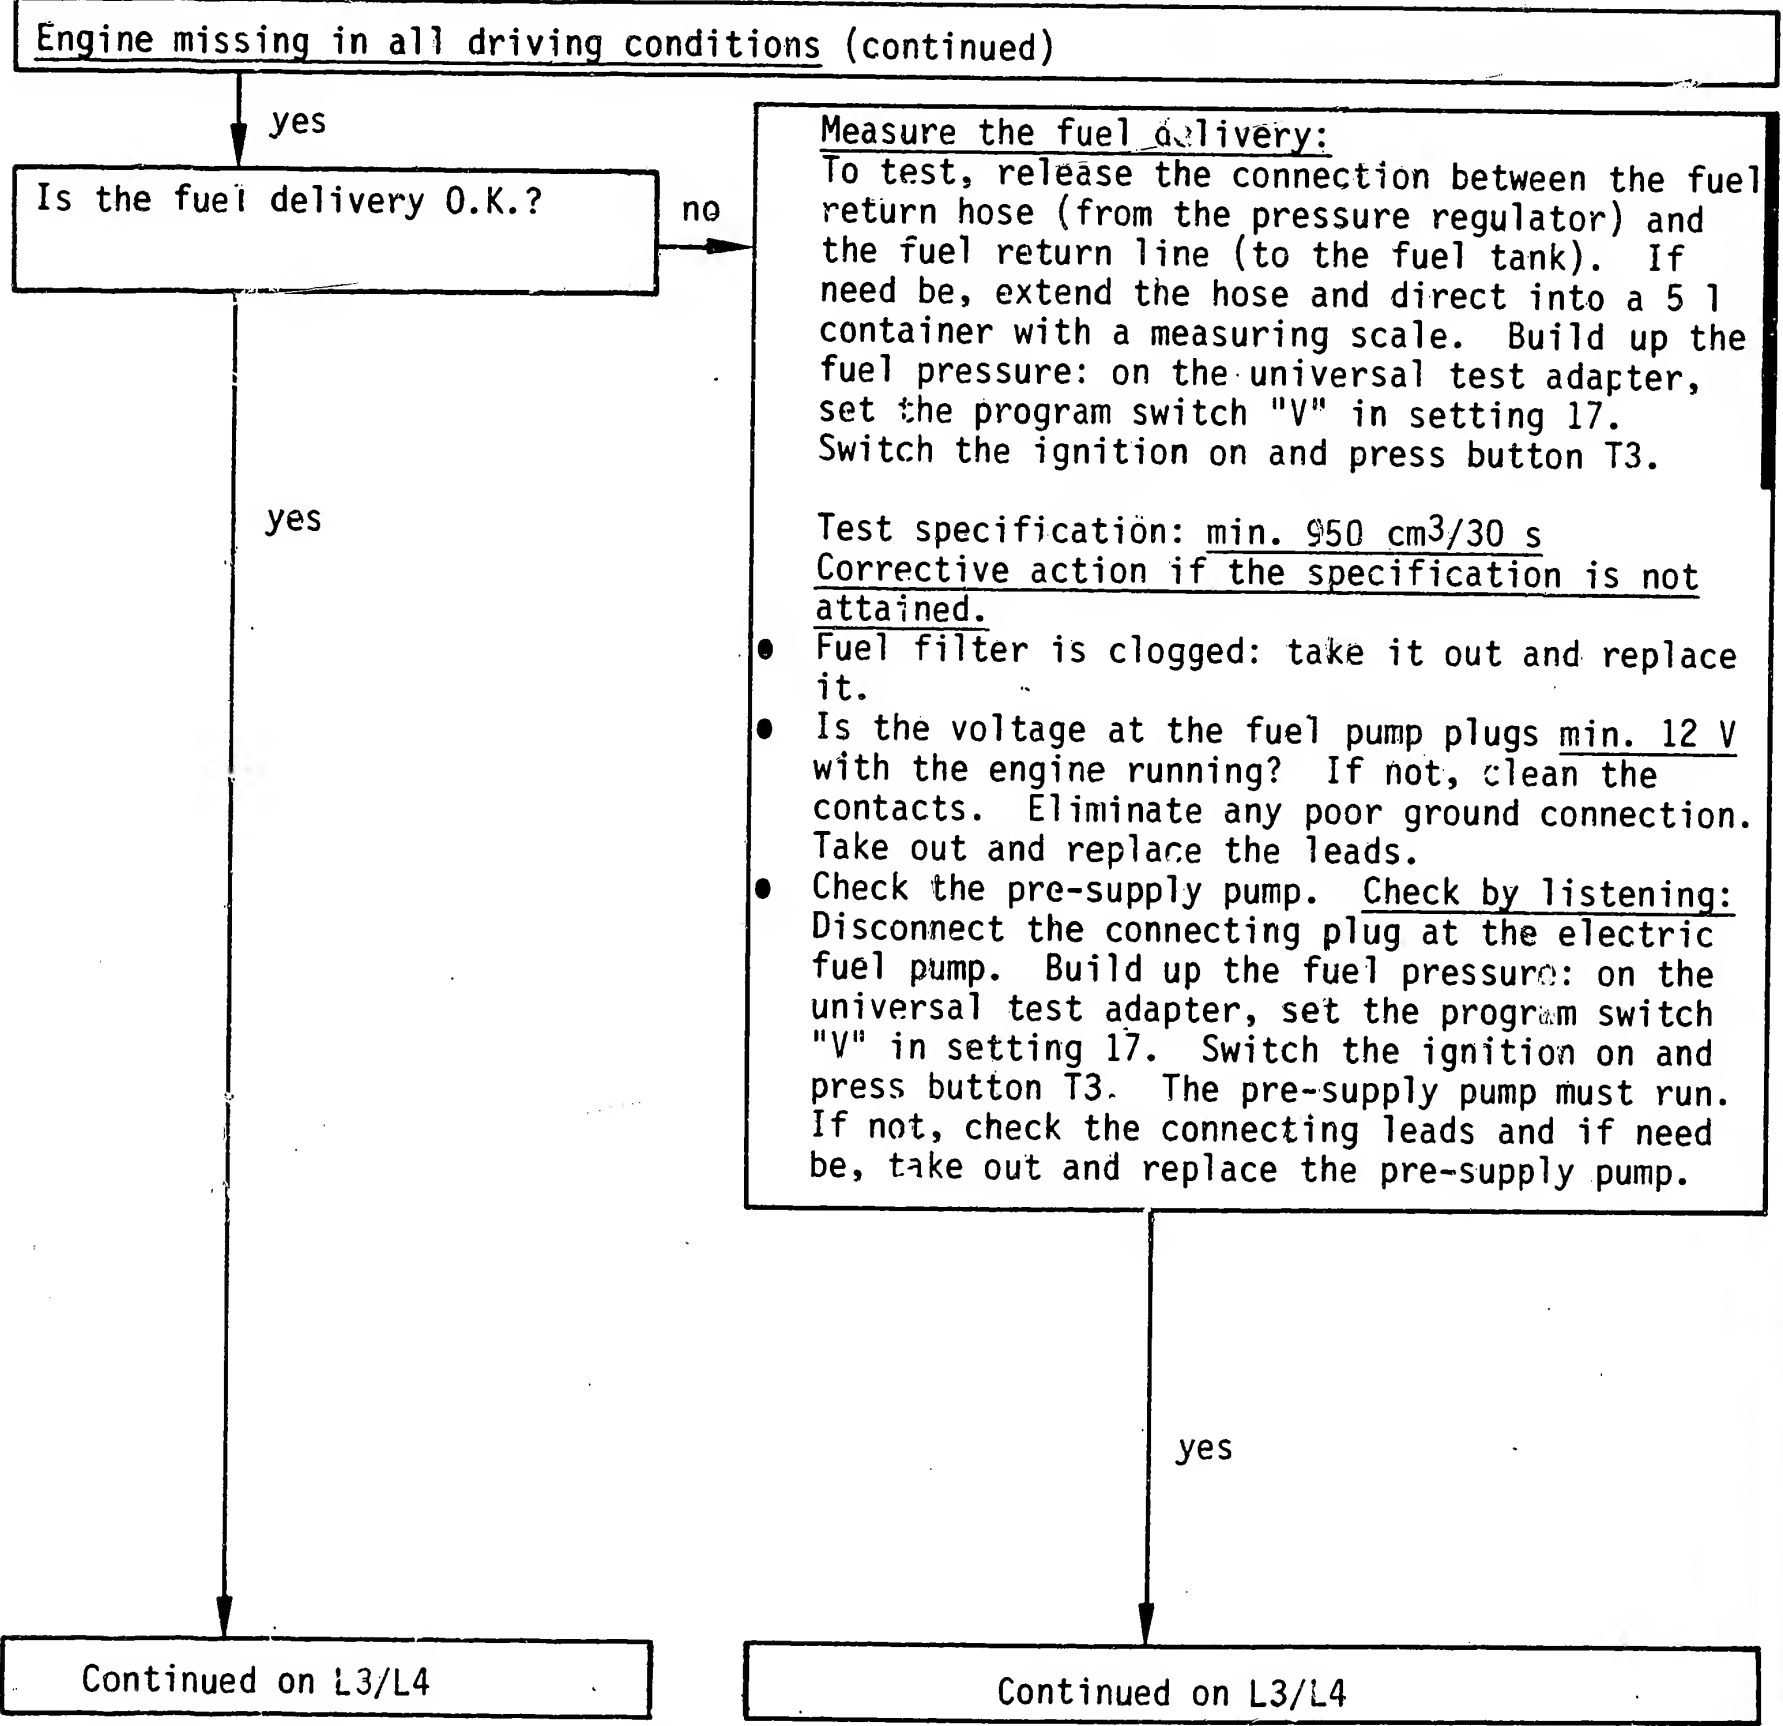 Engine missing in all driving conditions (continued)
yes
Is the fuel delivery O.K.?
no
yes
Measure the fuel delivery:
To test, release the connection between the fuel
return hose (from the pressure regulator) and
the fuel return line (to the fuel tank). If
need be, extend the hose and direct into a 5 l
container with a measuring scale. Build up the
fuel pressure: on the universal test adapter,
set the program switch "V" in setting 17.
Switch the ignition on and press button T3.
Test specification: min. 950 cm3/30 s
Corrective action if the specification is not
attained.
● Fuel filter is clogged: take it out and replace
it.
● Is the voltage at the fuel pump plugs min. 12 V
with the engine running? If not, clean the
contacts. Eliminate any poor ground connection.
Take out and replace the leads.
● Check the pre-supply pump. Check by listening:
Disconnect the connecting plug at the electric
fuel pump. Build up the fuel pressure: on the
universal test adapter, set the program switch
"V" in setting 17. Switch the ignition on and
press button T3. The pre-supply pump must run.
If not, check the connecting leads and if need
be, take out and replace the pre-supply pump.
yes
Continued on L3/L4
Continued on L3/L4